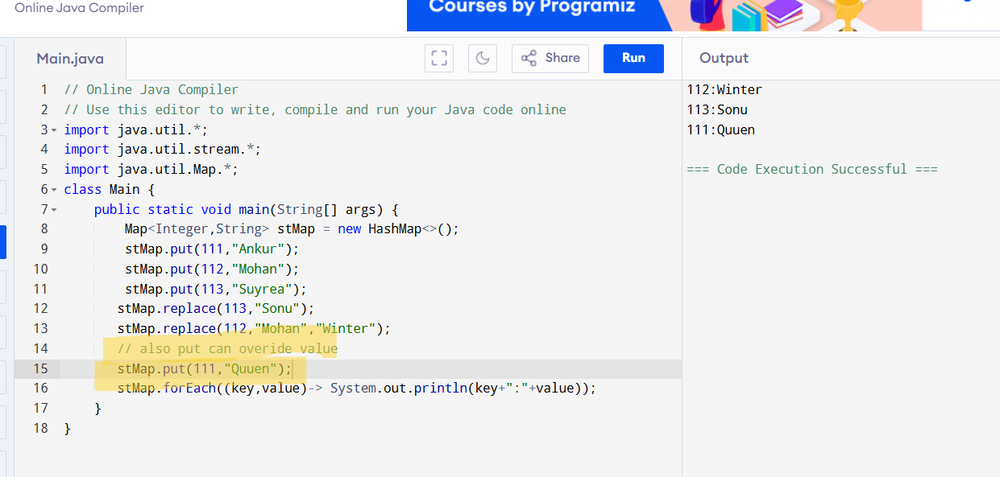 Online Java Compiler
Courses by Programiz
Main.java
Share
Run
Output
1 // Online Java Compiler
2 // Use this editor to write, compile and run your Java code online
3 import java.util.*;
4 import java.util.stream.*;
5 import java.util.Map.*;
6 class Main {
7 public static void main(String[] args) {
8 Map<Integer,String> stMap = new HashMap<>();
9 stMap.put(111,"Ankur");
10 stMap.put(112,"Mohan");
11 stMap.put(113,"Suyrea");
12 stMap.replace(113,"Sonu");
13 stMap.replace(112,"Mohan","Winter");
14 // also put can overide value
15 stMap.put(111,"Quuen");
16 stMap.forEach((key,value)-> System.out.println(key+":"+value));
17 }
18 }
112:Winter
113:Sonu
111:Quuen
=== Code Execution Successful ===